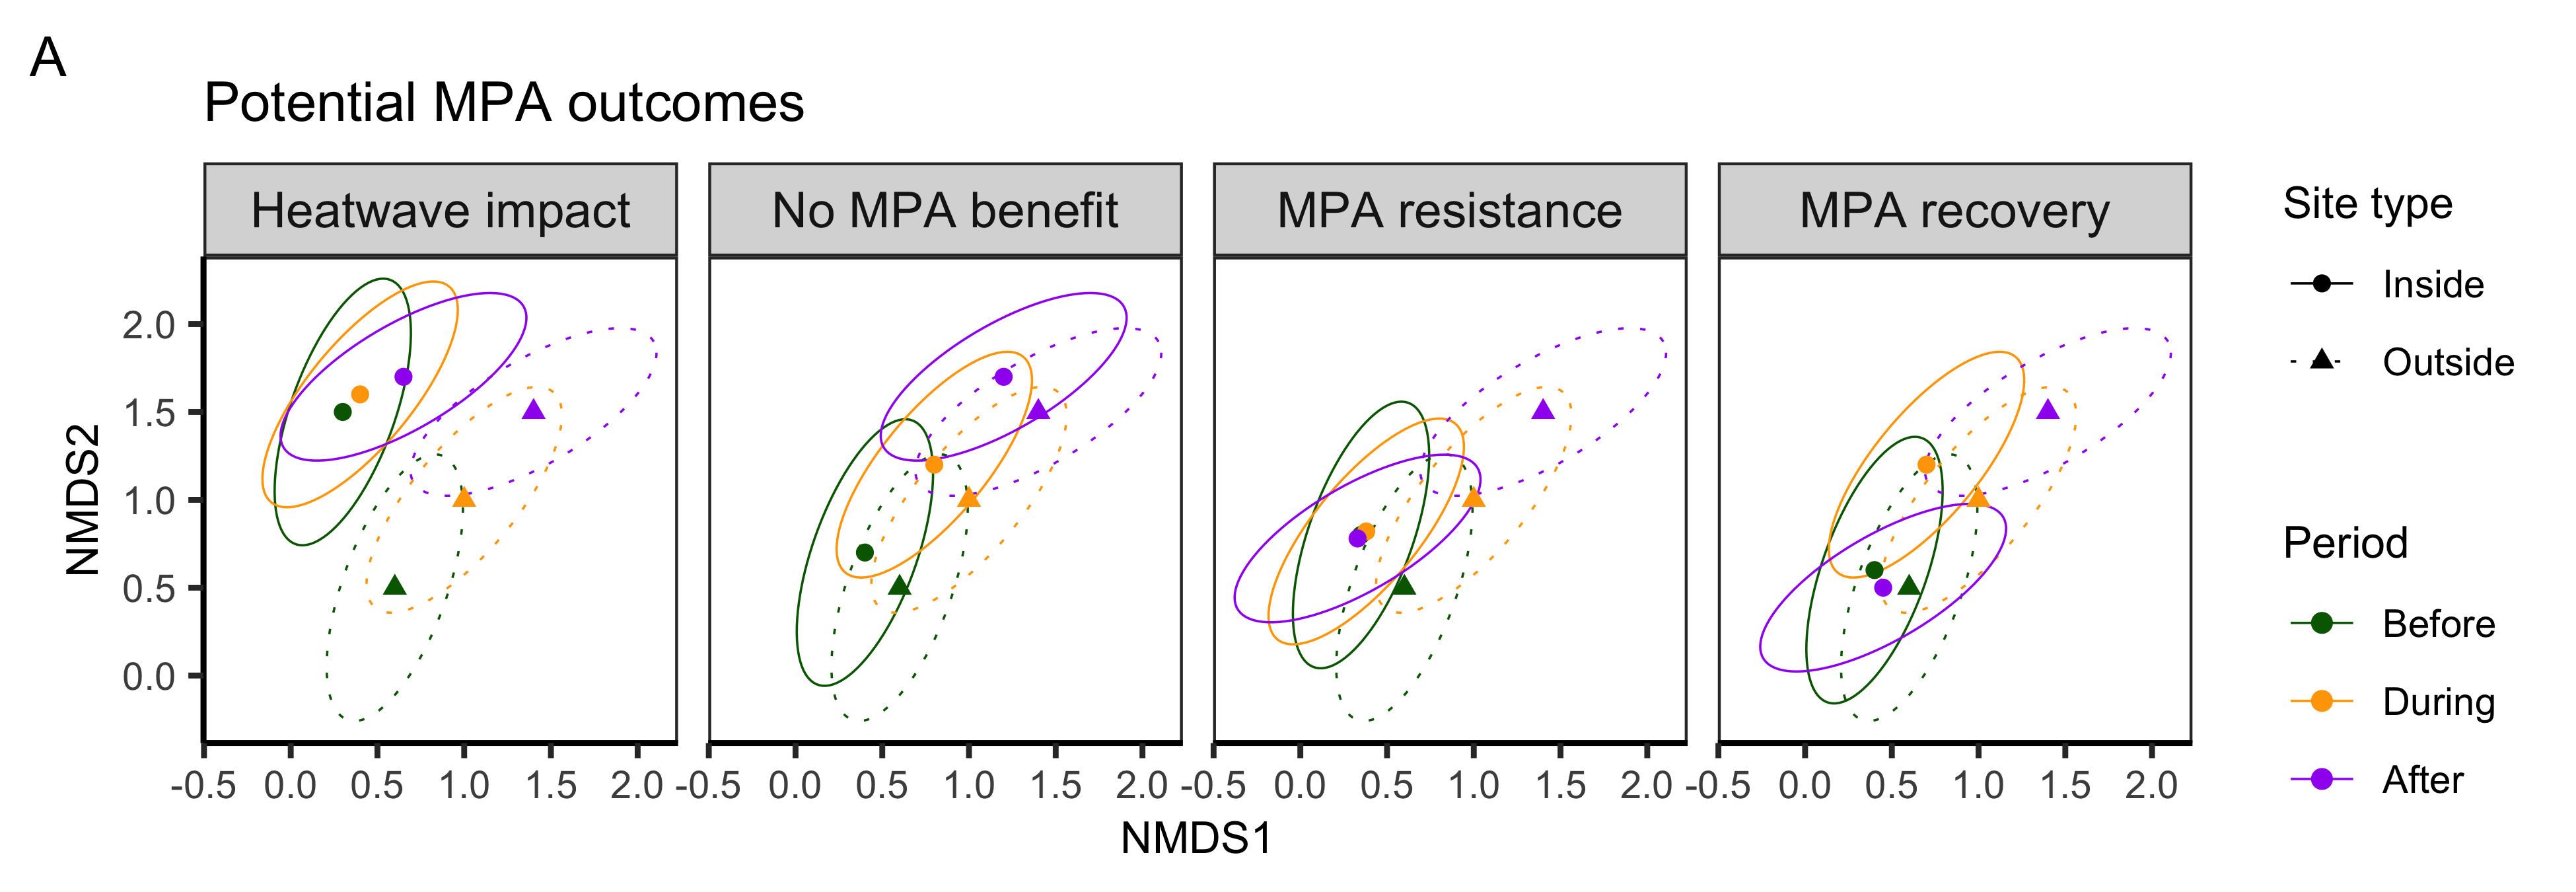 A
Potential MPA outcomes
Heatwave impact
No MPA benefit
MPA resistance
MPA recovery
NMDS2
2.0
1.5
1.0
0.5
0.0
-0.5 0.0 0.5 1.0 1.5 2.0
-0.5 0.0 0.5 1.0 1.5 2.0
-0.5 0.0 0.5 1.0 1.5 2.0
-0.5 0.0 0.5 1.0 1.5 2.0
NMDS1
Site type
Inside
Outside
Period
Before
During
After